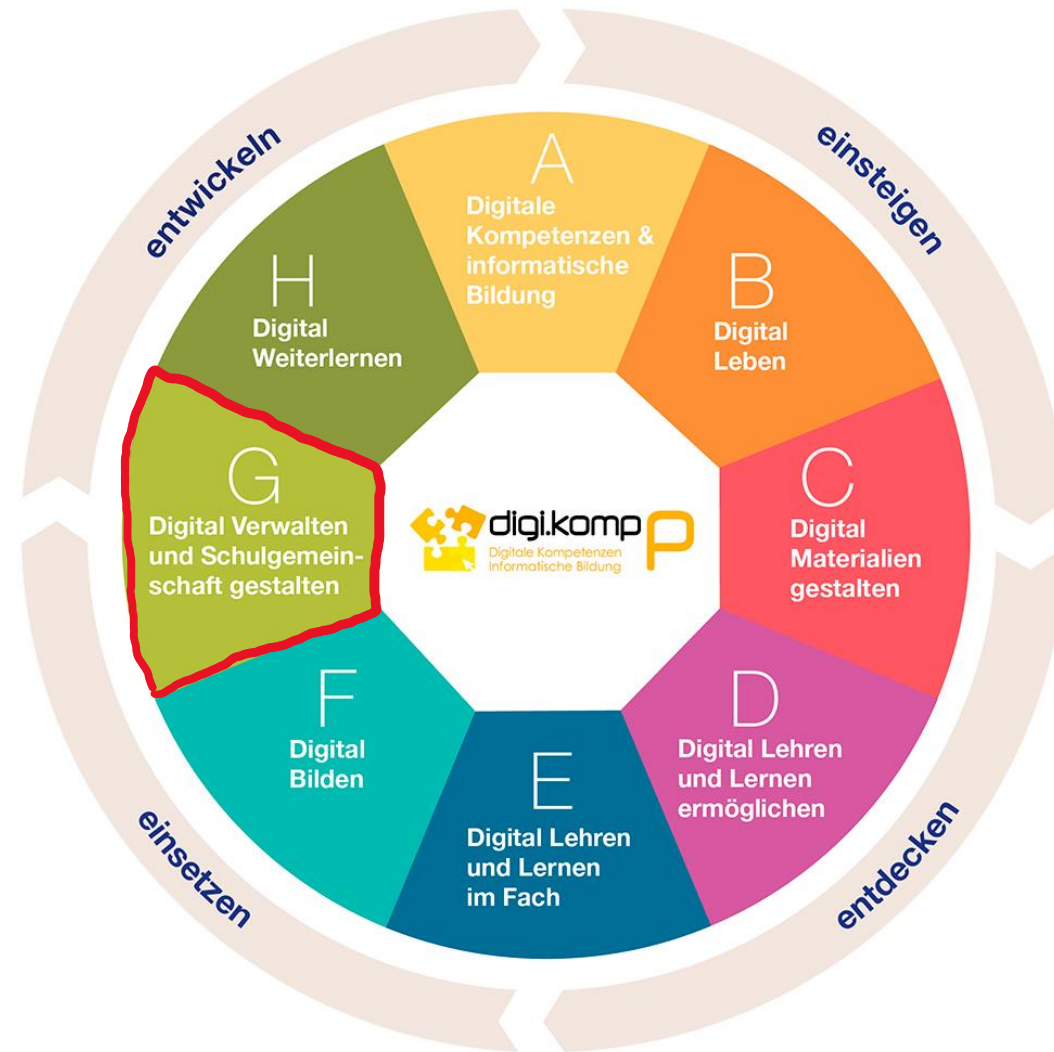 entwickeln
einsteigen
A
Digitale
Kompetenzen &
informatische
Bildung
B
Digital
Leben
C
Digital
Materialien
gestalten
D
Digital Lehren
und Lernen
ermöglichen
E
Digital Lehren
und Lernen
im Fach
F
Digital
Bilden
G
Digital Verwalten
und Schulgemein-
schaft gestalten
H
Digital
Weiterlernen
digi.komp P
Digitale Kompetenzen
Informatische Bildung
entdecken
einsetzen